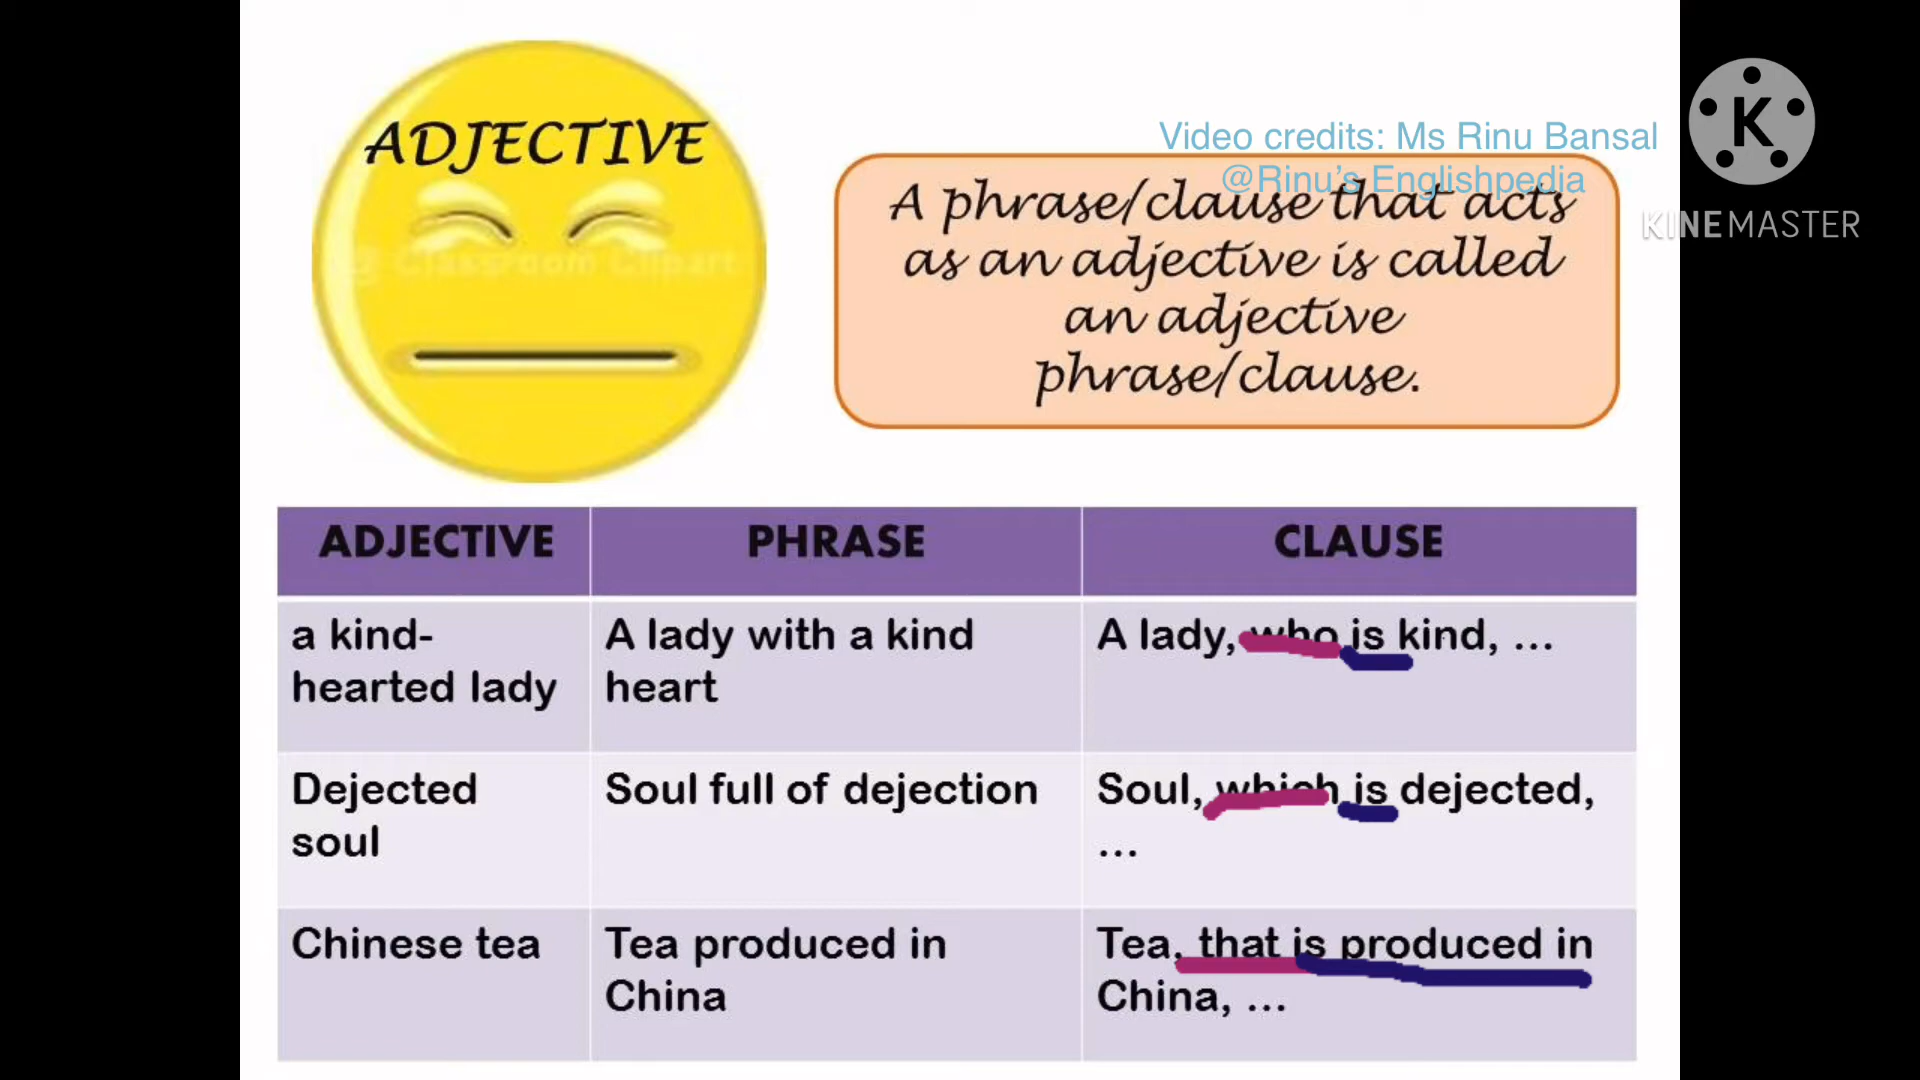 ADJECTIVE
@ Classroom Clipart
Video credits: Ms Rinu Bansal
@Rinu's Englishpedia
A phrase/clause that acts
as an adjective is called
an adjective
phrase/clause.
K
KINEMASTER
ADJECTIVE PHRASE CLAUSE
a kind-
hearted lady
A lady with a kind
heart
A lady, who is kind, ...
Dejected
soul
Soul full of dejection
Soul, which is dejected,
...
Chinese tea
Tea produced in
China
Tea, that is produced in
China, ...